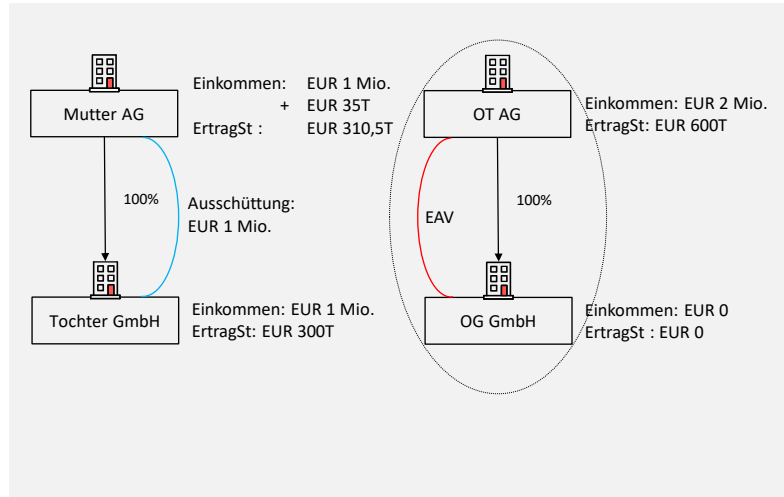 Einkommen: EUR 1 Mio.
+ EUR 35T
ErtragSt : EUR 310,5T
Mutter AG
100%
Ausschüttung:
EUR 1 Mio.
Tochter GmbH
Einkommen: EUR 1 Mio.
ErtragSt: EUR 300T
OT AG
Einkommen: EUR 2 Mio.
ErtragSt: EUR 600T
EAV
100%
OG GmbH
Einkommen: EUR 0
ErtragSt : EUR 0